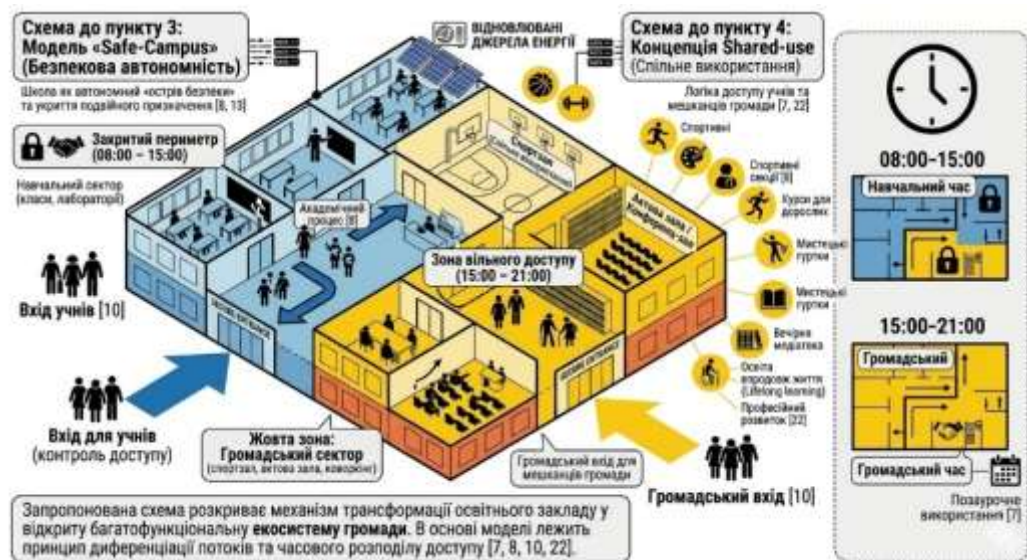 Схема до пункту 3:
Модель «Safe-Campus»
(Безпекова автономність)
Школа як автономний «острів безпеки»
та укриття подвійного призначення [8, 13]
Закритий периметр
(08:00 – 15:00)
Навчальний сектор
(класи, лабораторії)
Вхід учнів [10]
Вхід для учнів
(контроль доступу)
ВІДНОВЛЮВАНІ
ДЖЕРЕЛА ЕНЕРГІЇ
Академічний
процес [8]
Спортзал
Зона вільного доступу
(15:00 – 21:00)
Актова зала /
ENTRANCE
ENTRANCE
Жовта зона:
Громадський сектор
(спортзал, актова зала, коворкінг)
Громадський вхід для
мешканців громади
Громадський вхід [10]
Схема до пункту 4:
Концепція Shared-use
(Спільне використання)
Логіка доступу учнів та
мешканців громади [7, 22]
Спортивні
Спортивні
секції [8]
Курси для
дорослих
Мистецькі
гуртки
Мистецькі
гуртки
Вечірня
медіатека
Освіта
впродовж життя
(Lifelong learning)
Професійний
розвиток [22]
08:00–15:00
Навчальний час
15:00–21:00
Громадський
Громадський час
Позаурочне
використання [7]
Запропонована схема розкриває механізм трансформації освітнього закладу у
відкриту багатофункціональну екосистему громади. В основі моделі лежить
принцип диференціації потоків та часового розподілу доступу [7, 8, 10, 22].